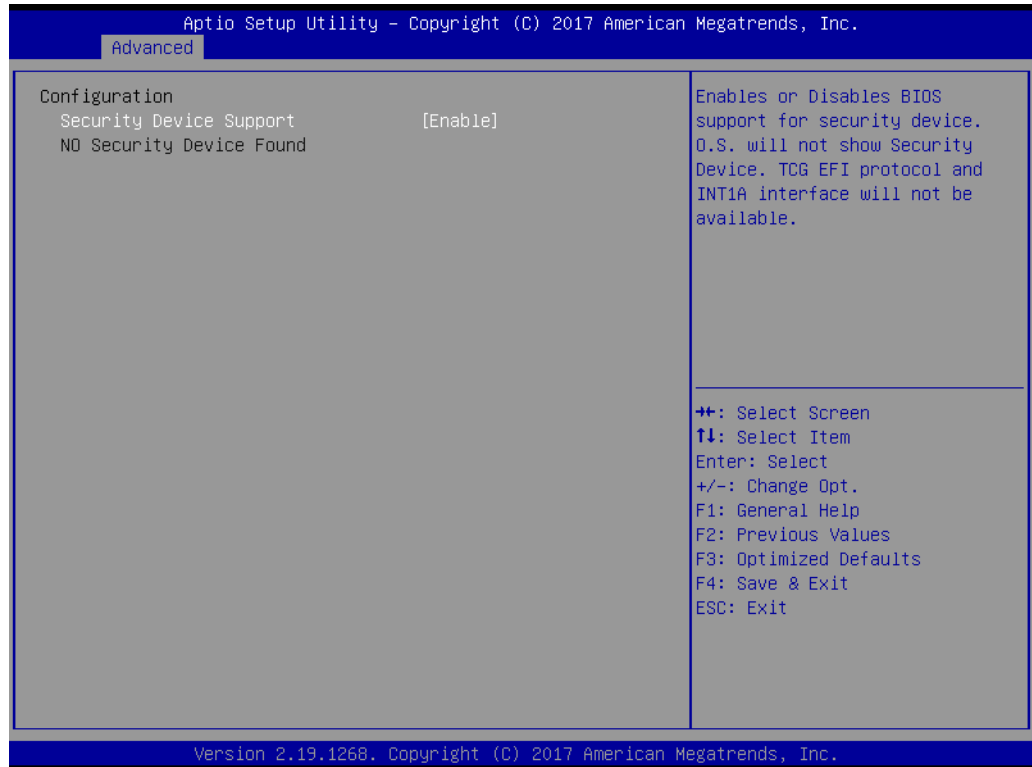 Aptio Setup Utility – Copyright (C) 2017 American Megatrends, Inc.
Advanced
Configuration
Security Device Support [Enable]
NO Security Device Found
Enables or Disables BIOS
support for security device.
O.S. will not show Security
Device. TCG EFI protocol and
INT1A interface will not be
available.
→←: Select Screen
↑↓: Select Item
Enter: Select
+/-: Change Opt.
F1: General Help
F2: Previous Values
F3: Optimized Defaults
F4: Save & Exit
ESC: Exit
Version 2.19.1268. Copyright (C) 2017 American Megatrends, Inc.